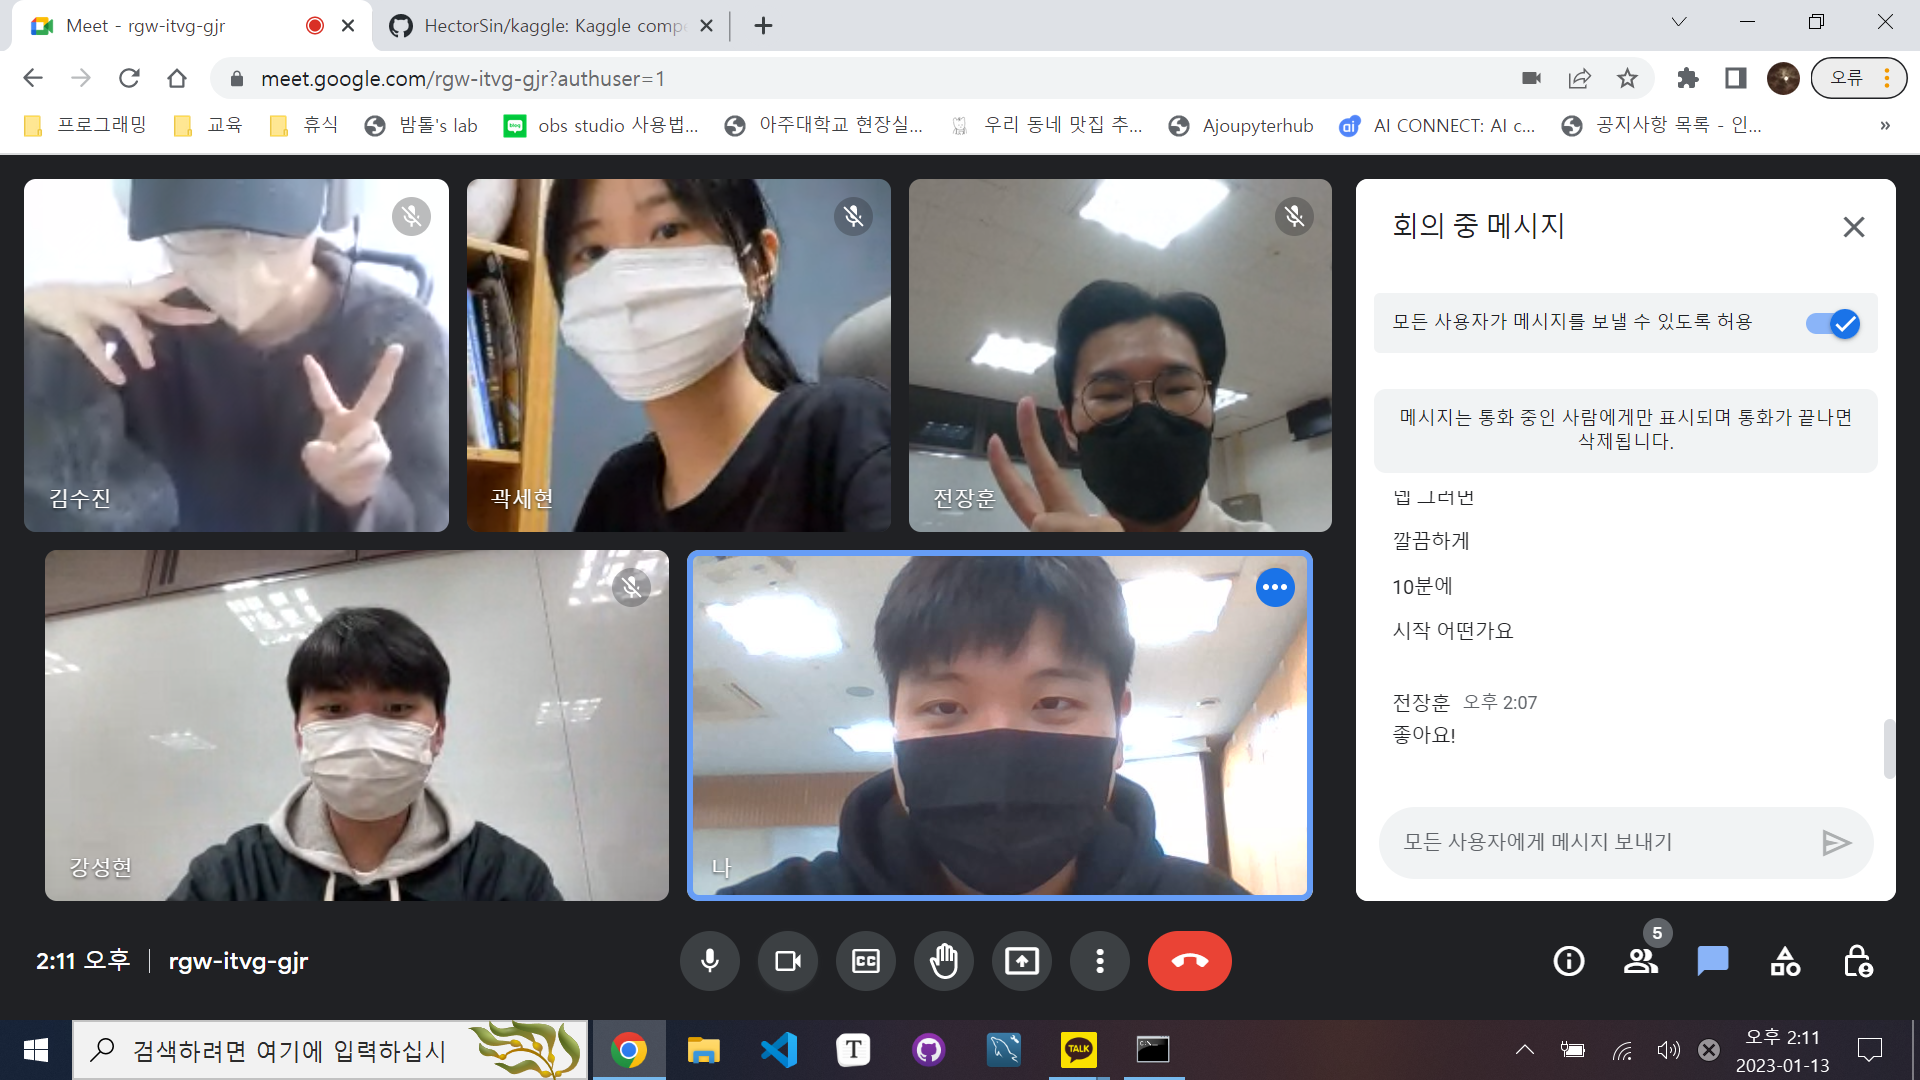 Meet - rgw-itvg-gjr
HectorSin/kaggle: Kaggle compe
meet.google.com/rgw-itvg-gjr?authuser=1
오류
프로그래밍
교육
휴식
밤톨's lab
obs studio 사용법...
아주대학교 현장실...
우리 동네 맛집 추...
Ajoupyterhub
AI CONNECT: AI c...
공지사항 목록 - 인...
»
김수진
곽세현
전장훈
강성현
나
회의 중 메시지
모든 사용자가 메시지를 보낼 수 있도록 허용
메시지는 통화 중인 사람에게만 표시되며 통화가 끝나면
삭제됩니다.
넵 그러면
깔끔하게
10분에
시작 어떤가요
전장훈 오후 2:07
좋아요!
모든 사용자에게 메시지 보내기
2:11 오후 | rgw-itvg-gjr
CC
5
검색하려면 여기에 입력하십시
T
TALK
오후 2:11
2023-01-13